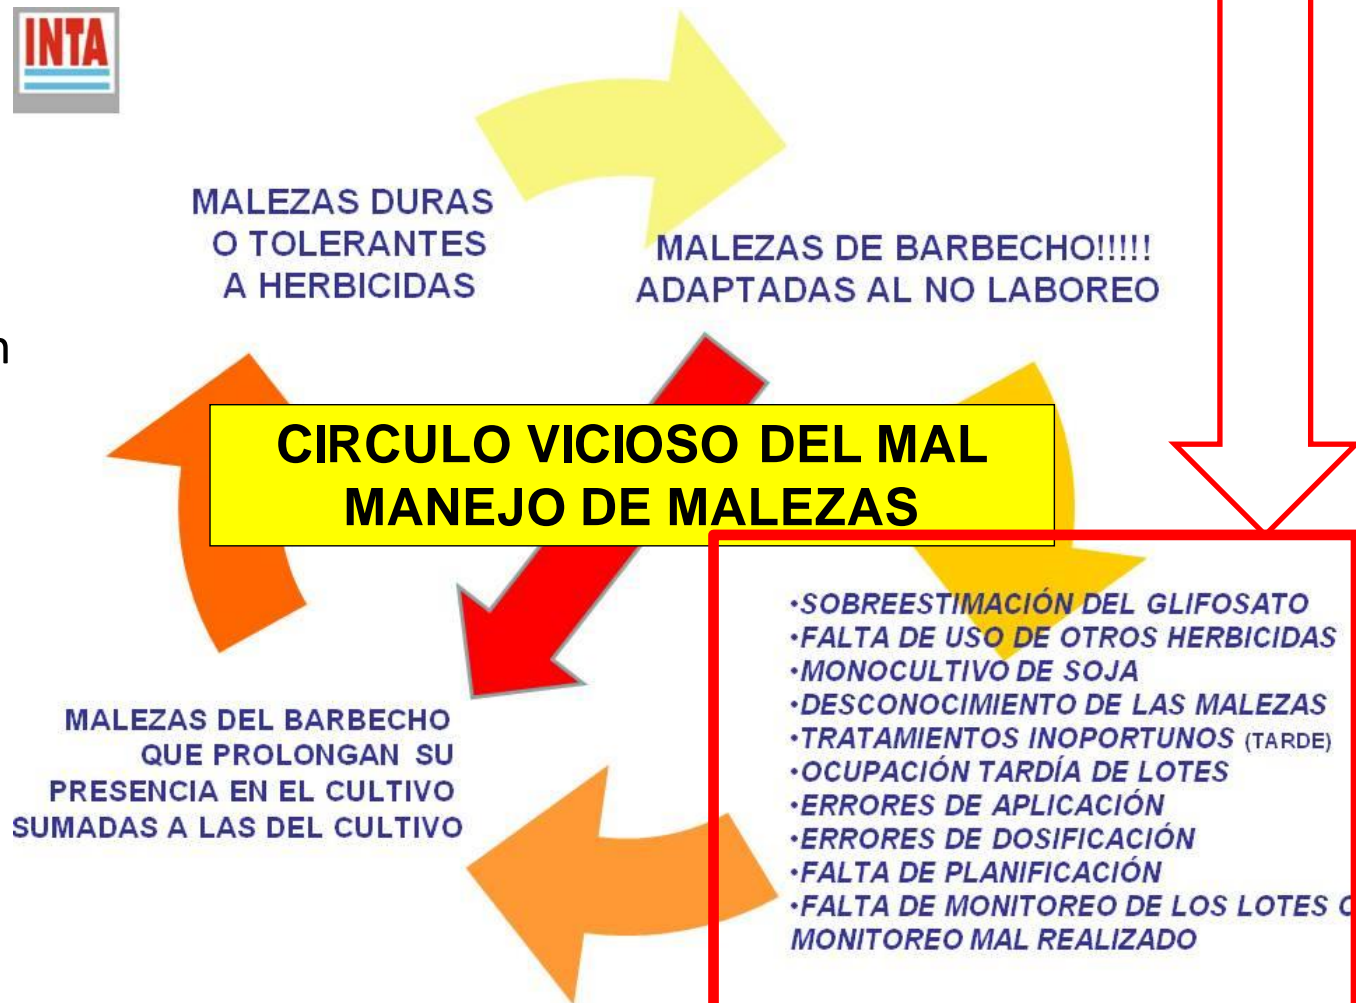 INTA
MALEZAS DURAS
O TOLERANTES
A HERBICIDAS
MALEZAS DE BARBECHO!!!!!
ADAPTADAS AL NO LABOREO
n
CIRCULO VICIOSO DEL MAL
MANEJO DE MALEZAS
•SOBREESTIMACIÓN DEL GLIFOSATO
•FALTA DE USO DE OTROS HERBICIDAS
•MONOCULTIVO DE SOJA
•DESCONOCIMIENTO DE LAS MALEZAS
•TRATAMIENTOS INOPORTUNOS (TARDE)
•OCUPACIÓN TARDÍA DE LOTES
•ERRORES DE APLICACIÓN
•ERRORES DE DOSIFICACIÓN
•FALTA DE PLANIFICACIÓN
•FALTA DE MONITOREO DE LOS LOTES O
MONITOREO MAL REALIZADO
MALEZAS DEL BARBECHO
QUE PROLONGAN SU
PRESENCIA EN EL CULTIVO
SUMADAS A LAS DEL CULTIVO